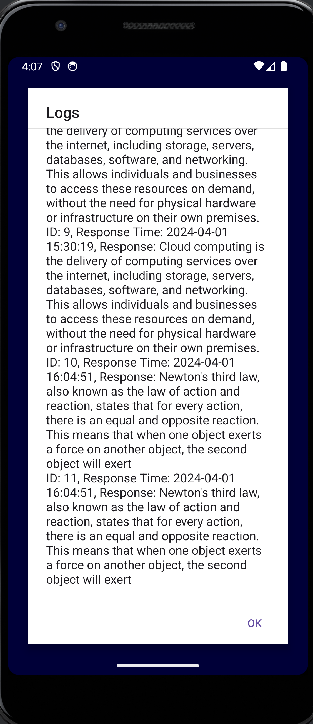 4:07
Logs
the delivery of computing services over
the internet, including storage, servers,
databases, software, and networking.
This allows individuals and businesses
to access these resources on demand,
without the need for physical hardware
or infrastructure on their own premises.
ID: 9, Response Time: 2024-04-01
15:30:19, Response: Cloud computing is
the delivery of computing services over
the internet, including storage, servers,
databases, software, and networking.
This allows individuals and businesses
to access these resources on demand,
without the need for physical hardware
or infrastructure on their own premises.
ID: 10, Response Time: 2024-04-01
16:04:51, Response: Newton's third law,
also known as the law of action and
reaction, states that for every action,
there is an equal and opposite reaction.
This means that when one object exerts
a force on another object, the second
object will exert
ID: 11, Response Time: 2024-04-01
16:04:51, Response: Newton's third law,
also known as the law of action and
reaction, states that for every action,
there is an equal and opposite reaction.
This means that when one object exerts
a force on another object, the second
object will exert
OK